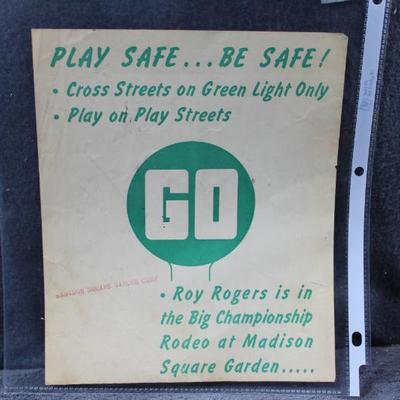 PLAY SAFE...BE SAFE!
• Cross Streets on Green Light Only
• Play on Play Streets
GO
MADISON SQUARE GARDEN CORP
• Roy Rogers is in
the Big Championship
Rodeo at Madison
Square Garden.....